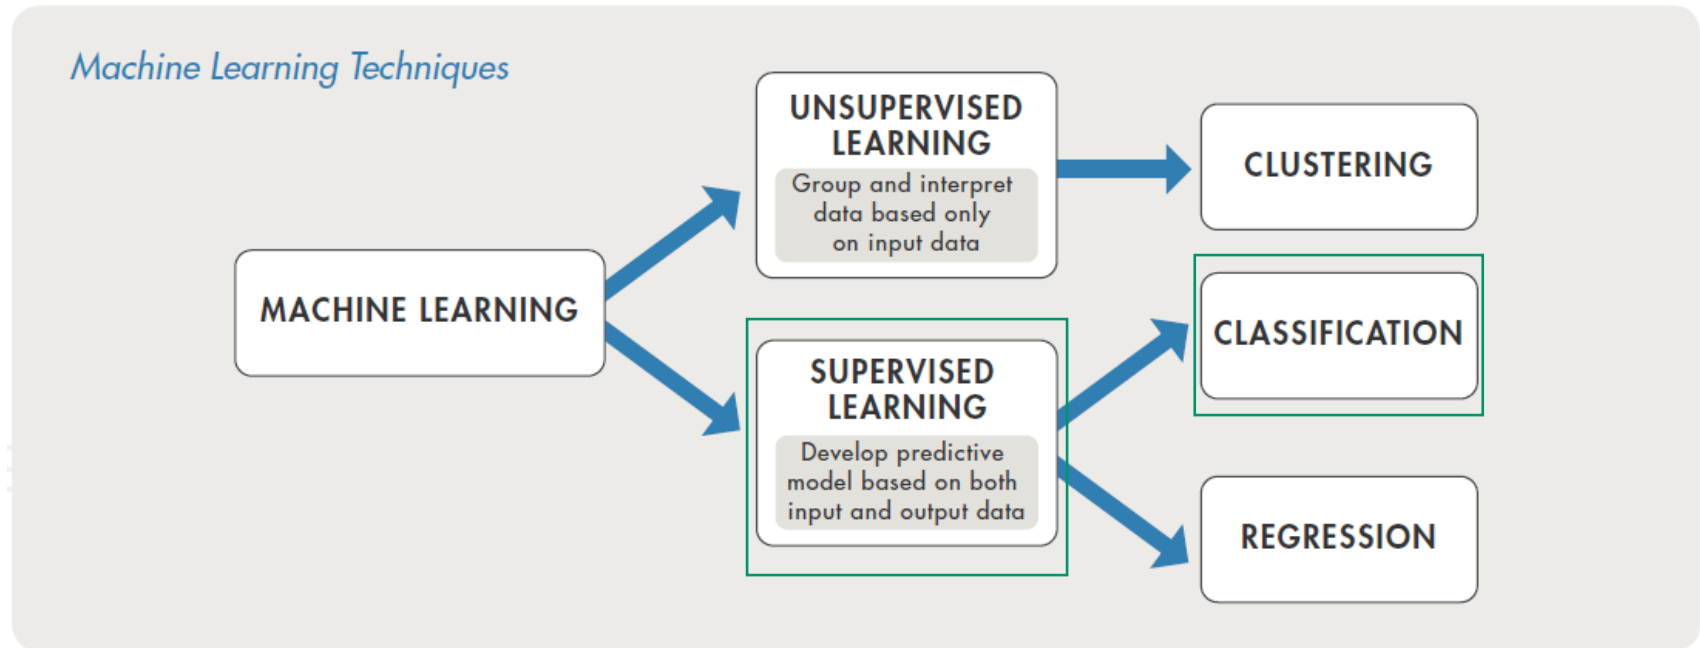 Machine Learning Techniques
MACHINE LEARNING
UNSUPERVISED
LEARNING
Group and interpret
data based only
on input data
SUPERVISED
LEARNING
Develop predictive
model based on both
input and output data
CLUSTERING
CLASSIFICATION
REGRESSION